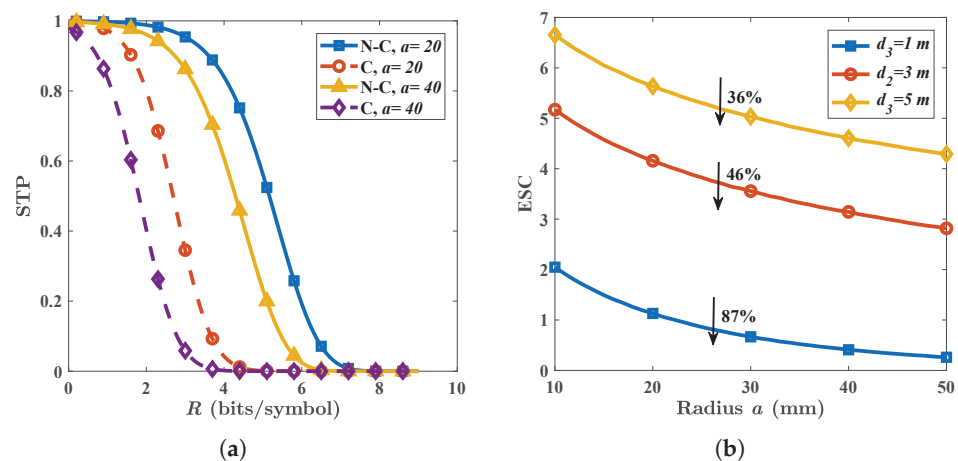 1
0.8
0.6
0.4
0.2
0
STP
0 2 4 6 8 10
R (bits/symbol)
N-C, a= 20
C, a= 20
N-C, a= 40
C, a= 40
(a)
7
6
5
4
3
2
1
0
ESC
10 20 30 40 50
Radius a (mm)
d3=1 m
d2=3 m
d3=5 m
36%
46%
87%
(b)